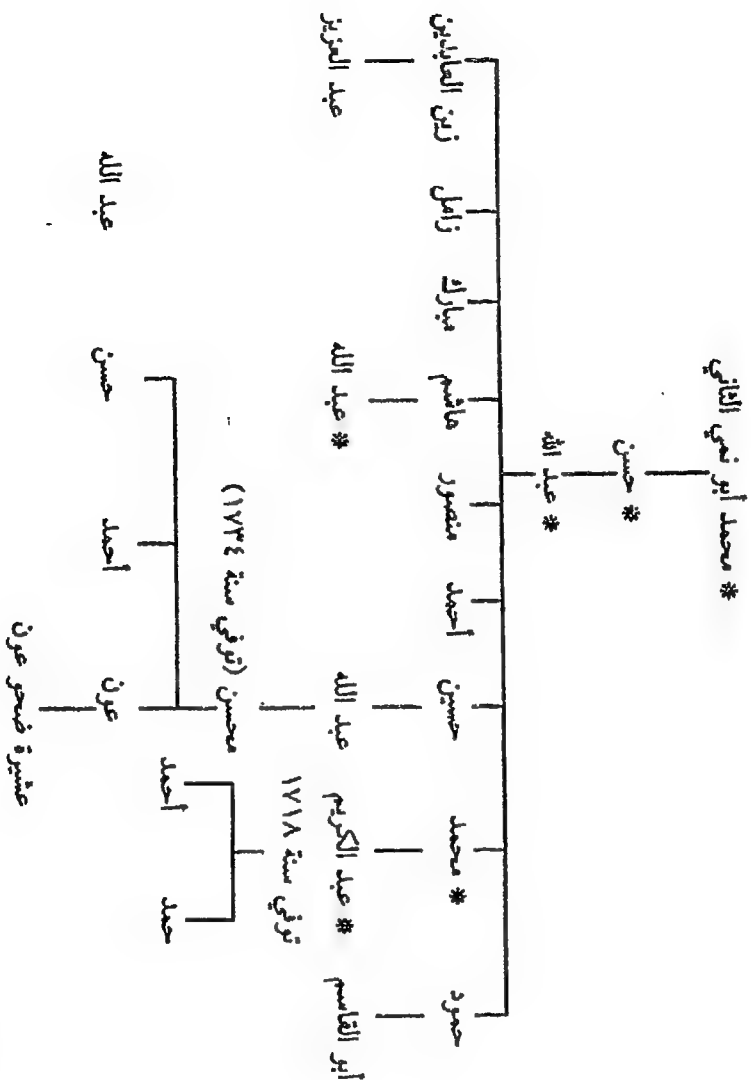 * محمد أبو نمي الثاني
* حسن
* عبد الله
حمود * محمد حسين أحمد منصور هاشم مبارك زامل زين العابدين
أبو القاسم * عبد الكريم عبد الله * عبد الله عبد العزيز
توفي سنة ١٧١٨
محسن (توفي سنة ١٧٣٤)
حمد أحمد
عون أحمد حسن عبد الله
عشيرة ضحو عون